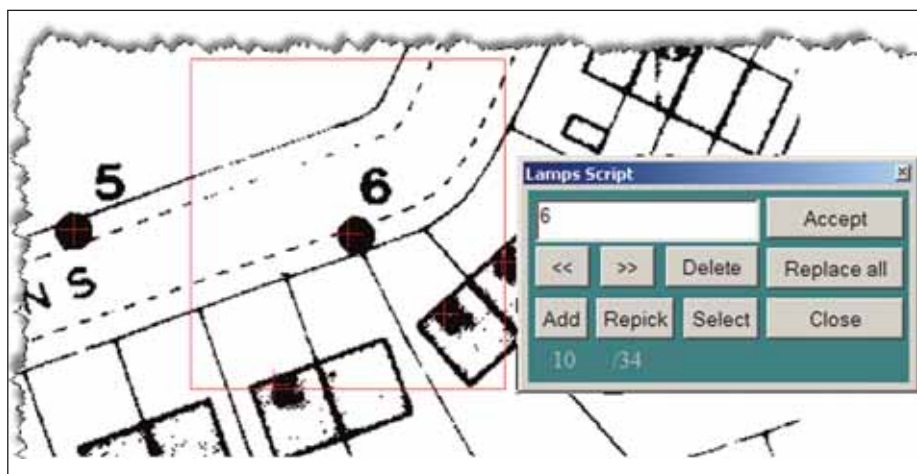 5
6
N S
Lamps Script
6
Accept
<< >> Delete Replace all
Add Repick Select Close
10 /34